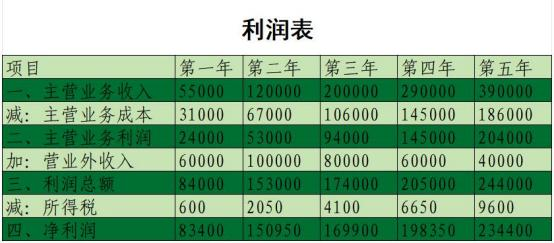 利润表
项目 第一年 第二年 第三年 第四年 第五年
一、主营业务收入 55000 120000 200000 290000 390000
减：主营业务成本 31000 67000 106000 145000 186000
二、主营业务利润 24000 53000 94000 145000 204000
加：营业外收入 60000 100000 80000 60000 40000
三、利润总额 84000 153000 174000 205000 244000
减：所得税 600 2050 4100 6650 9600
四、净利润 83400 150950 169900 198350 234400